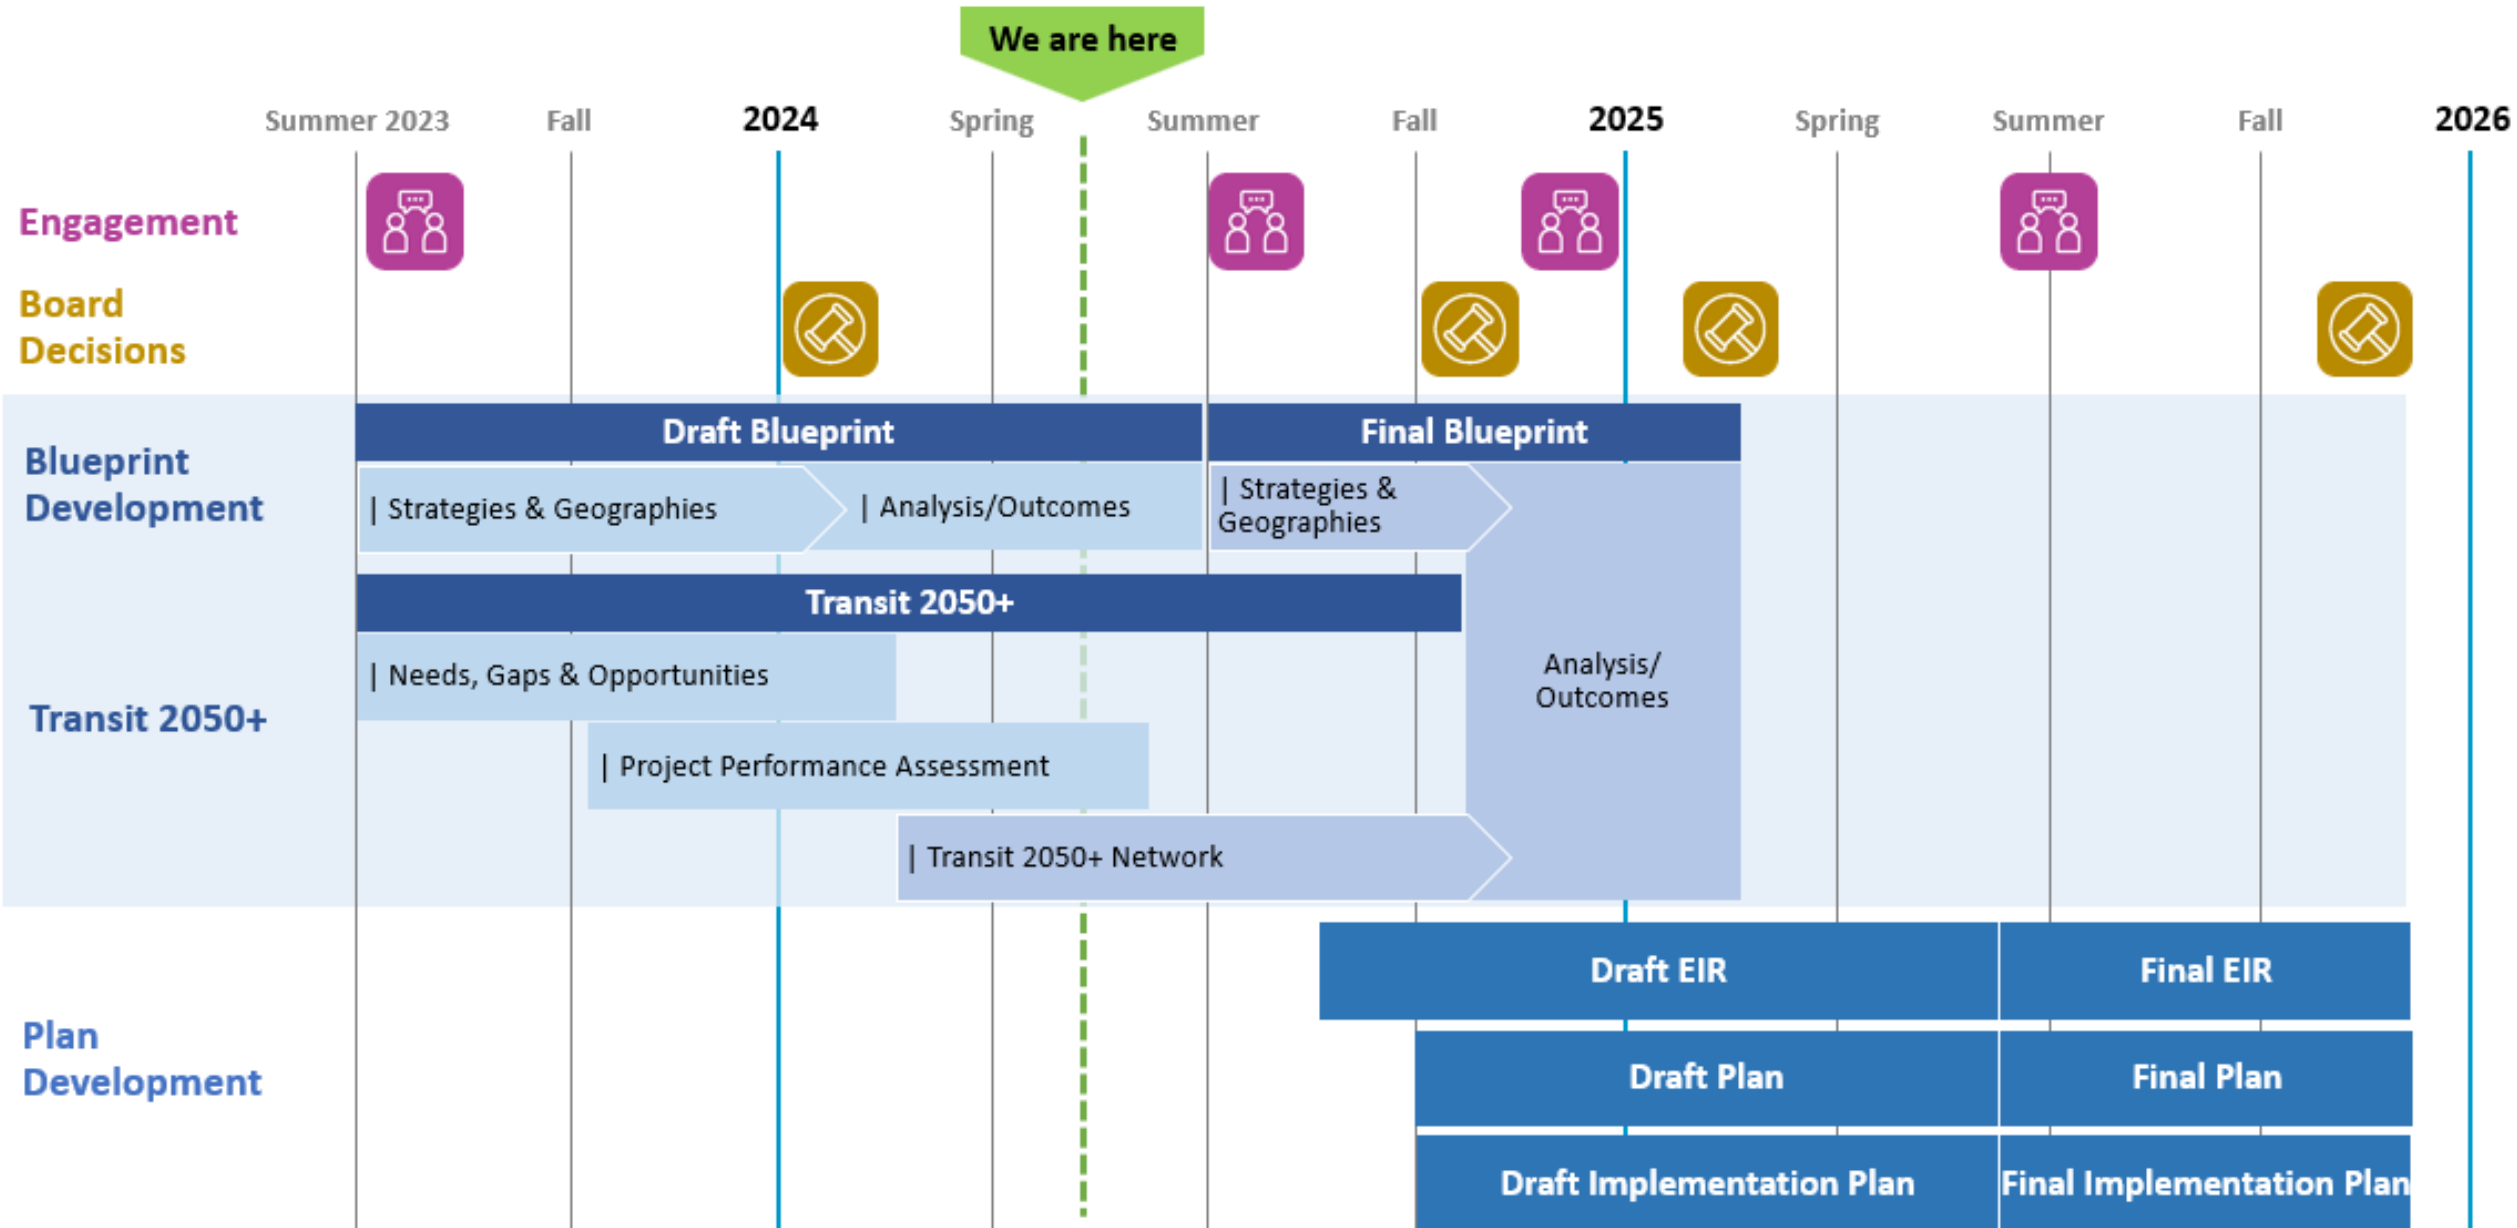 We are here
Summer 2023
Fall
2024
Spring
Summer
Fall
2025
Spring
Summer
Fall
2026
Engagement
Board
Decisions
Blueprint
Development
Draft Blueprint
Final Blueprint
| Strategies & Geographies
| Analysis/Outcomes
| Strategies &
Geographies
Transit 2050+
Transit 2050+
| Needs, Gaps & Opportunities
| Project Performance Assessment
| Transit 2050+ Network
Analysis/
Outcomes
Plan
Development
Draft EIR
Final EIR
Draft Plan
Final Plan
Draft Implementation Plan
Final Implementation Plan